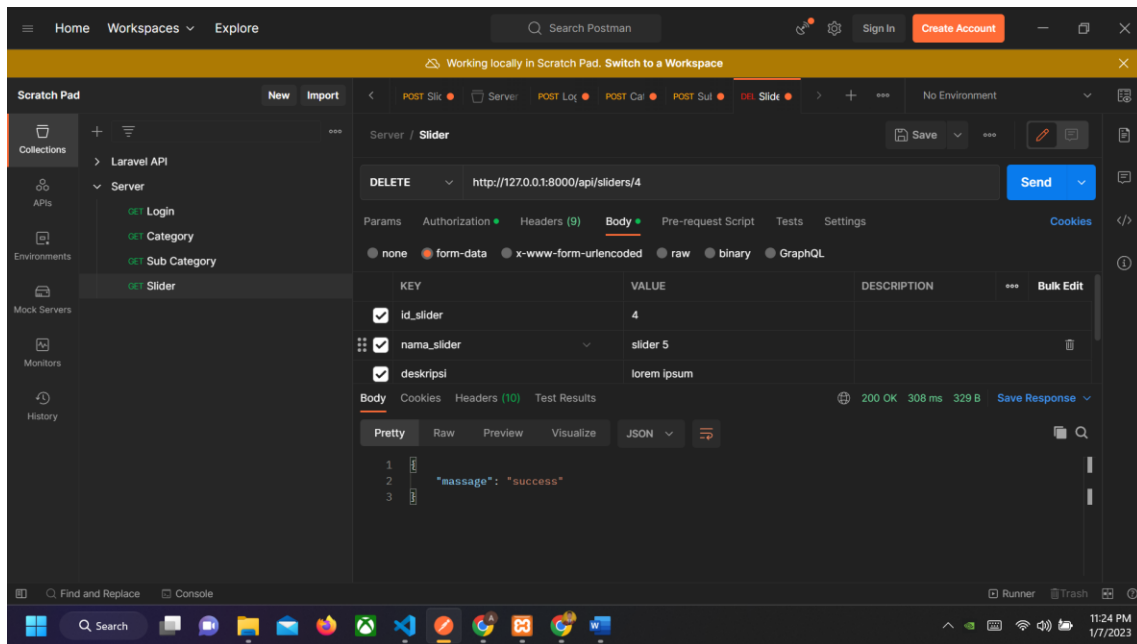 Home Workspaces Explore Search Postman Sign In Create Account
Working locally in Scratch Pad. Switch to a Workspace
Scratch Pad New Import POST Slic Server POST Log POST Cat POST Sul DEL Slide No Environment
Collections
APIs
Environments
Mock Servers
Monitors
History
Laravel API
Server
GET Login
GET Category
GET Sub Category
GET Slider
Server / Slider Save
DELETE http://127.0.0.1:8000/api/sliders/4 Send
Params Authorization Headers (9) Body Pre-request Script Tests Settings Cookies
none form-data x-www-form-urlencoded raw binary GraphQL
KEY VALUE DESCRIPTION Bulk Edit
id_slider 4
nama_slider slider 5
deskripsi lorem ipsum
Body Cookies Headers (10) Test Results 200 OK 308 ms 329 B Save Response
Pretty Raw Preview Visualize JSON
1 {
2 "massage": "success"
3 }
Find and Replace Console Runner Trash
Search 11:24 PM
1/7/2023